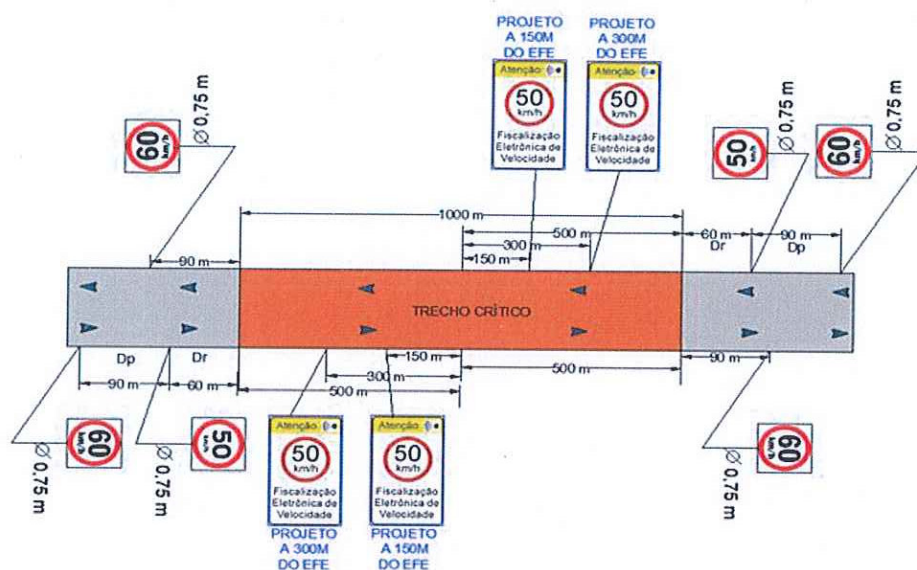 PROJETO
A 150M
DO EFE
PROJETO
A 300M
DO EFE
Atenção
50
km/h
Fiscalização
Eletrônica de
Velocidade
Atenção
50
km/h
Fiscalização
Eletrônica de
Velocidade
60
km/h
Ø 0,75 m
50
km/h
Ø 0,75 m
60
km/h
Ø 0,75 m
1000 m
500 m
300 m
150 m
60 m
Dr
90 m
Dp
90 m
TRECHO CRÍTICO
Dp
90 m
Dr
60 m
150 m
300 m
500 m
500 m
90 m
60
km/h
Ø 0,75 m
50
km/h
Ø 0,75 m
Atenção
50
km/h
Fiscalização
Eletrônica de
Velocidade
PROJETO
A 300M
DO EFE
Atenção
50
km/h
Fiscalização
Eletrônica de
Velocidade
PROJETO
A 150M
DO EFE
Ø 0,75 m
60
km/h